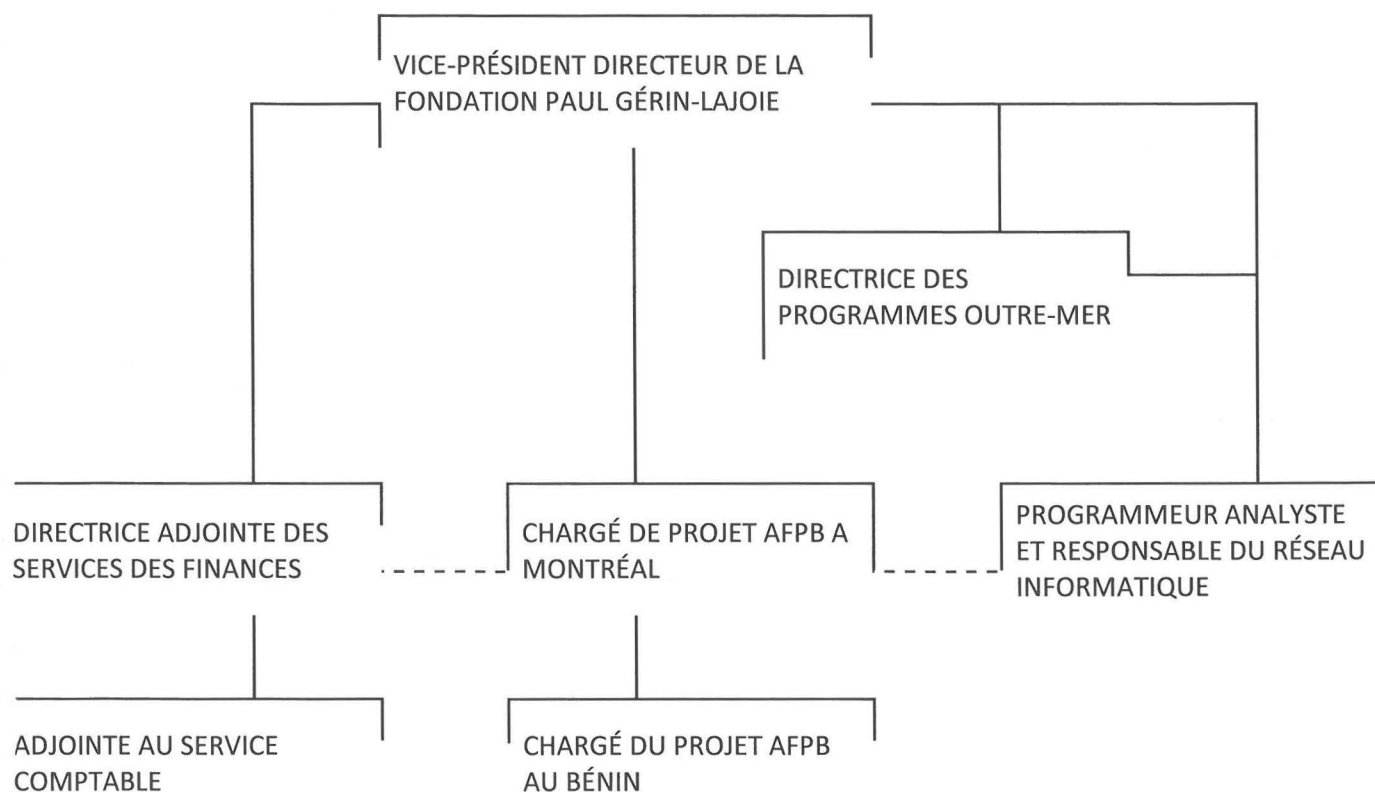 VICE-PRÉSIDENT DIRECTEUR DE LA
FONDATION PAUL GÉRIN-LAJOIE
DIRECTRICE DES
PROGRAMMES OUTRE-MER
DIRECTRICE ADJOINTE DES
SERVICES DES FINANCES
CHARGÉ DE PROJET AFPB A
MONTRÉAL
PROGRAMMEUR ANALYSTE
ET RESPONSABLE DU RÉSEAU
INFORMATIQUE
ADJOINTE AU SERVICE
COMPTABLE
CHARGÉ DU PROJET AFPB
AU BÉNIN